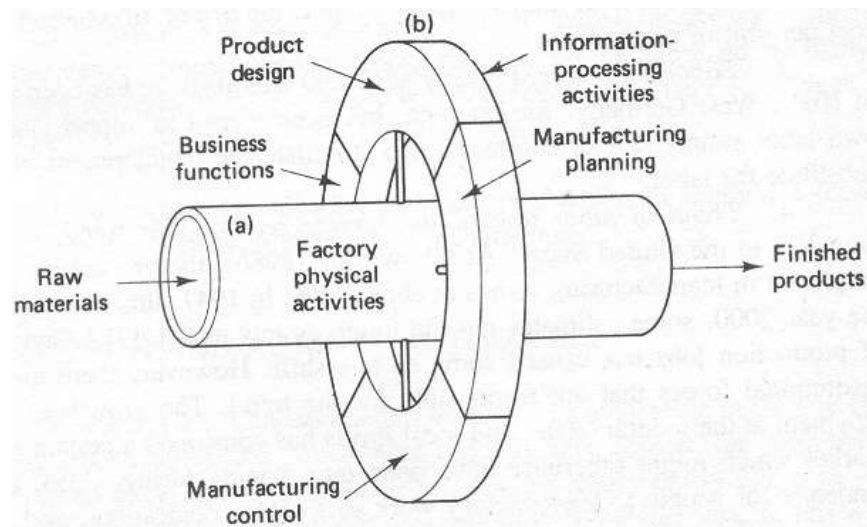 (b)
Product
design
Information-
processing
activities
Business
functions
Manufacturing
planning
(a)
Raw
materials
Factory
physical
activities
Finished
products
Manufacturing
control